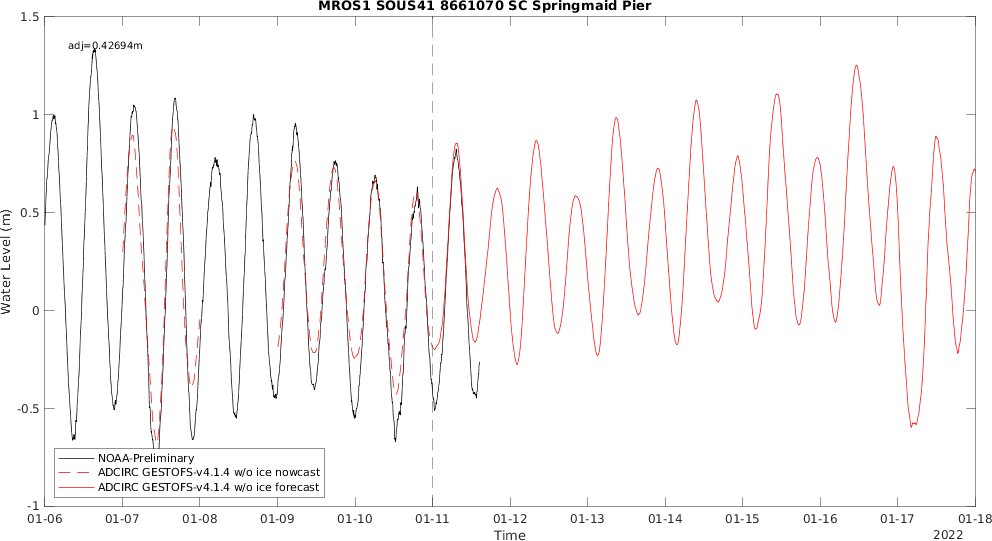 MROS1 SOUS41 8661070 SC Springmaid Pier
adj=0.42694m
Water Level (m)
1.5
1
0.5
0
-0.5
-1
NOAA-Preliminary
ADCIRC GESTOFS-v4.1.4 w/o ice nowcast
ADCIRC GESTOFS-v4.1.4 w/o ice forecast
01-06 01-07 01-08 01-09 01-10 01-11 01-12 01-13 01-14 01-15 01-16 01-17 01-18
Time
2022